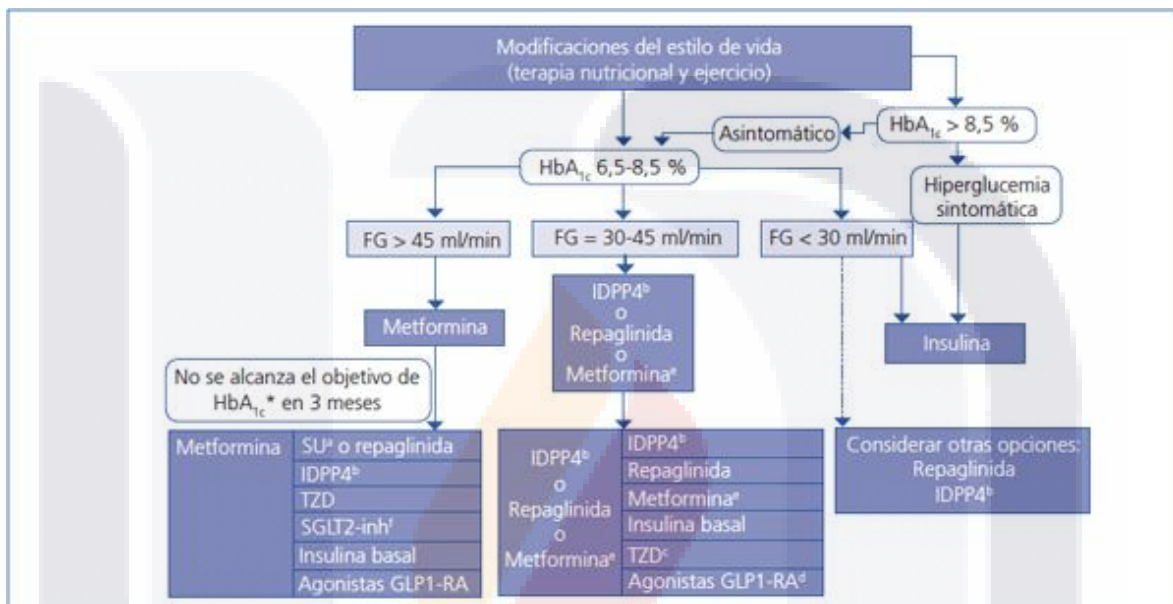 Modificaciones del estilo de vida
(terapia nutricional y ejercicio)
HbA1c > 8,5 %
Asintomático
HbA1c 6,5-8,5 %
Hiperglucemia
sintomática
FG > 45 ml/min
FG = 30-45 ml/min
FG < 30 ml/min
IDPP4ᵇ
o
Repaglinida
o
Metforminaᵉ
Metformina
Insulina
No se alcanza el objetivo de
HbA1c* en 3 meses
Metformina
SUᵃ o repaglinida
IDPP4ᵇ
TZD
SGLT2-inhᶠ
Insulina basal
Agonistas GLP1-RA
IDPP4ᵇ
o
Repaglinida
o
Metforminaᵉ
IDPP4ᵇ
Repaglinida
Metforminaᵉ
Insulina basal
TZDᶜ
Agonistas GLP1-RAᵈ
Considerar otras opciones:
Repaglinida
IDPP4ᵇ